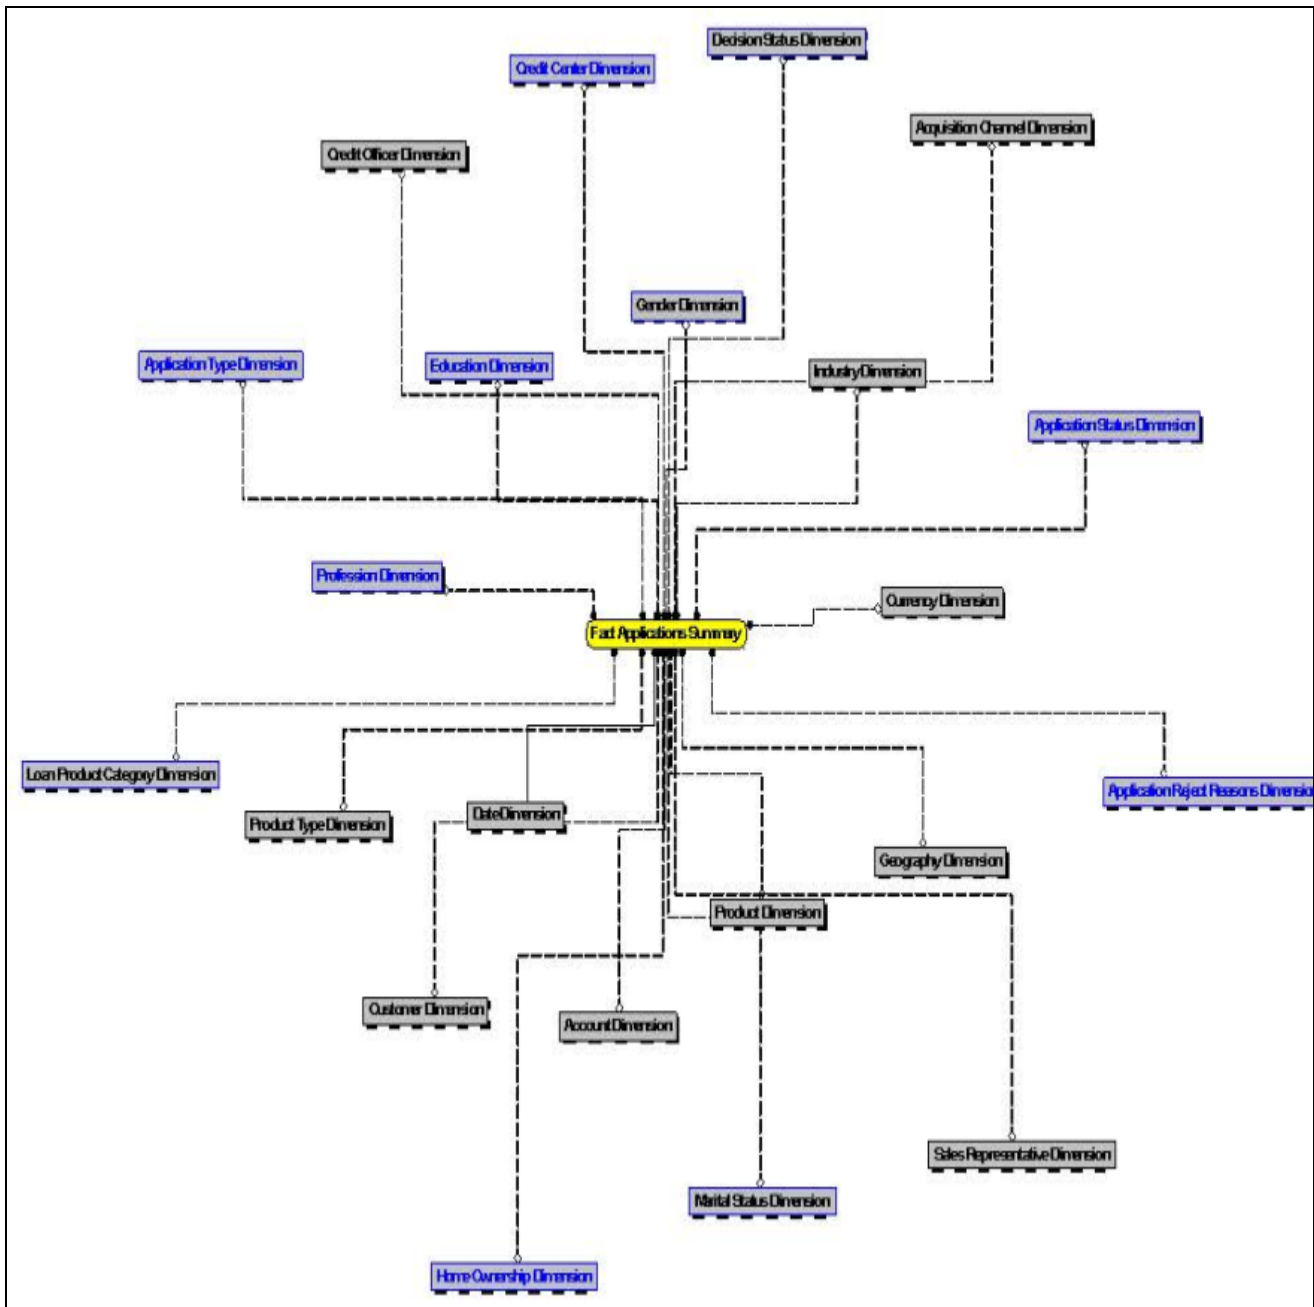 Decision Status Dimension
Credit Center Dimension
Acquisition Channel Dimension
Credit Officer Dimension
Gender Dimension
Application Type Dimension
Education Dimension
Industry Dimension
Application Status Dimension
Profession Dimension
Currency Dimension
Fact Applications Summary
Loan Product Category Dimension
Application Reject Reasons Dimension
Date Dimension
Product Type Dimension
Geography Dimension
Product Dimension
Customer Dimension
Account Dimension
Sales Representative Dimension
Marital Status Dimension
Home Ownership Dimension